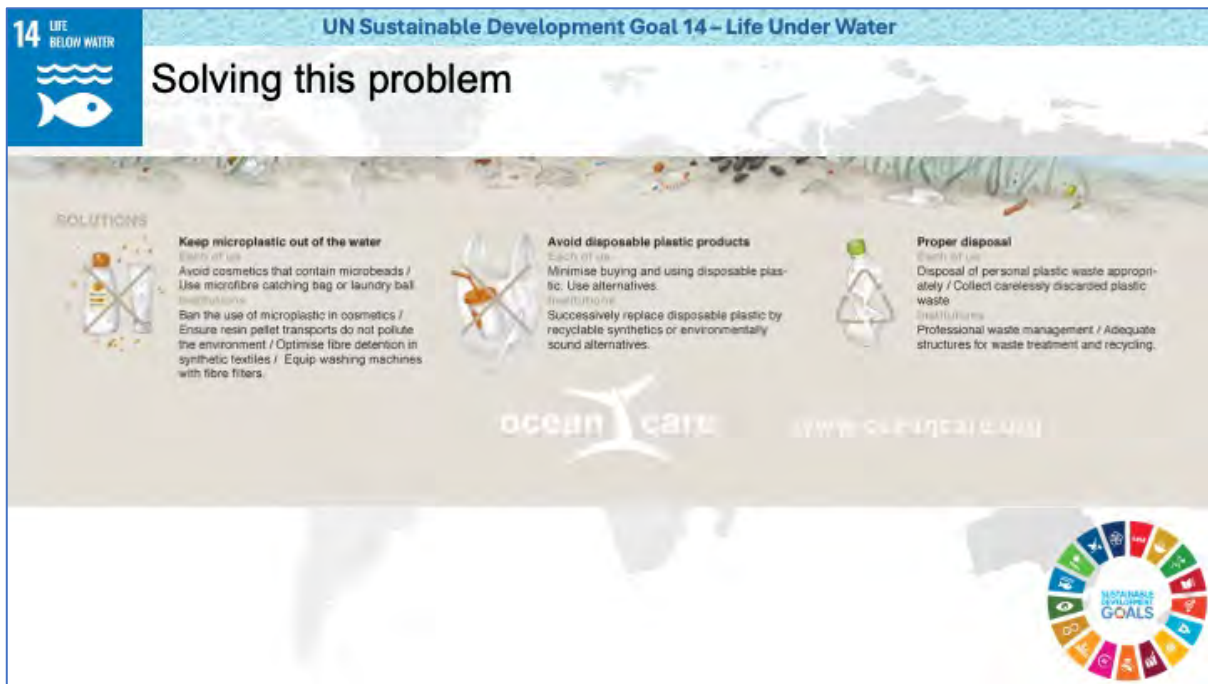 14 LIFE
BELOW WATER
UN Sustainable Development Goal 14 – Life Under Water
Solving this problem
SOLUTIONS
Keep microplastic out of the water
Each of us
Avoid cosmetics that contain microbeads /
Use microfibre catching bag or laundry ball
Institutions
Ban the use of microplastic in cosmetics /
Ensure resin pellet transports do not pollute
the environment / Optimise fibre detention in
synthetic textiles / Equip washing machines
with fibre filters.
Avoid disposable plastic products
Each of us
Minimise buying and using disposable plas-
tic. Use alternatives.
Institutions
Successively replace disposable plastic by
recyclable synthetics or environmentally
sound alternatives.
Proper disposal
Each of us
Disposal of personal plastic waste appropri-
ately / Collect carelessly discarded plastic
waste
Institutions
Professional waste management / Adequate
structures for waste treatment and recycling.
ocean care
www.oceancare.org
SUSTAINABLE
DEVELOPMENT
GOALS